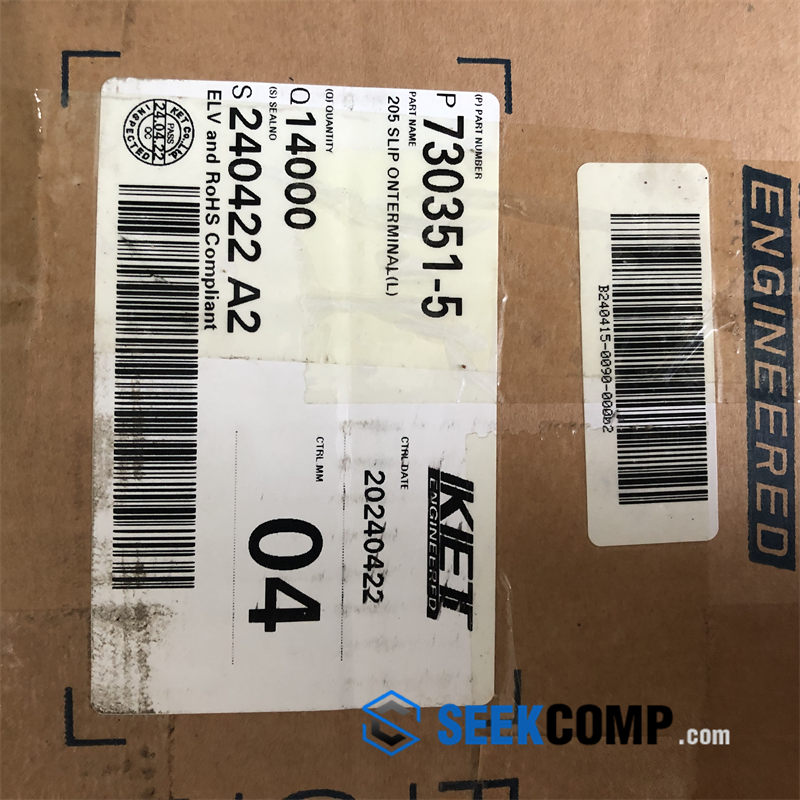 (P) PART NUMBER
P 730351-5
PART NAME
205 SLIP ONTERMINAL(L)
(Q) QUANTITY
Q 14000
(S) SEALNO
S 240422 A2
ELV and RoHS Compliant
KET Co., LTD
PASS
24.04.22
QC
INSPECTED
KET
ENGINEERED
CTRL.DATE
20240422
CTRL.MM
04
B240415-0090-00062
ENGINEERED
SEEKCOMP.com